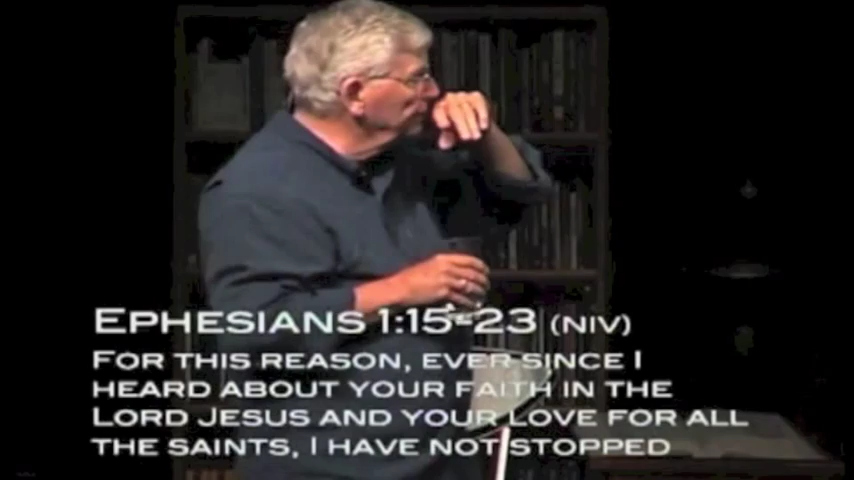 Ephesians 1:15-23 (NIV)
For this reason, ever since I
heard about your faith in the
Lord Jesus and your love for all
the saints, I have not stopped